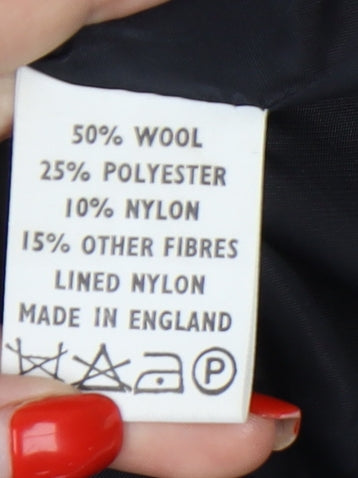 50% WOOL
25% POLYESTER
10% NYLON
15% OTHER FIBRES
LINED NYLON
MADE IN ENGLAND
P